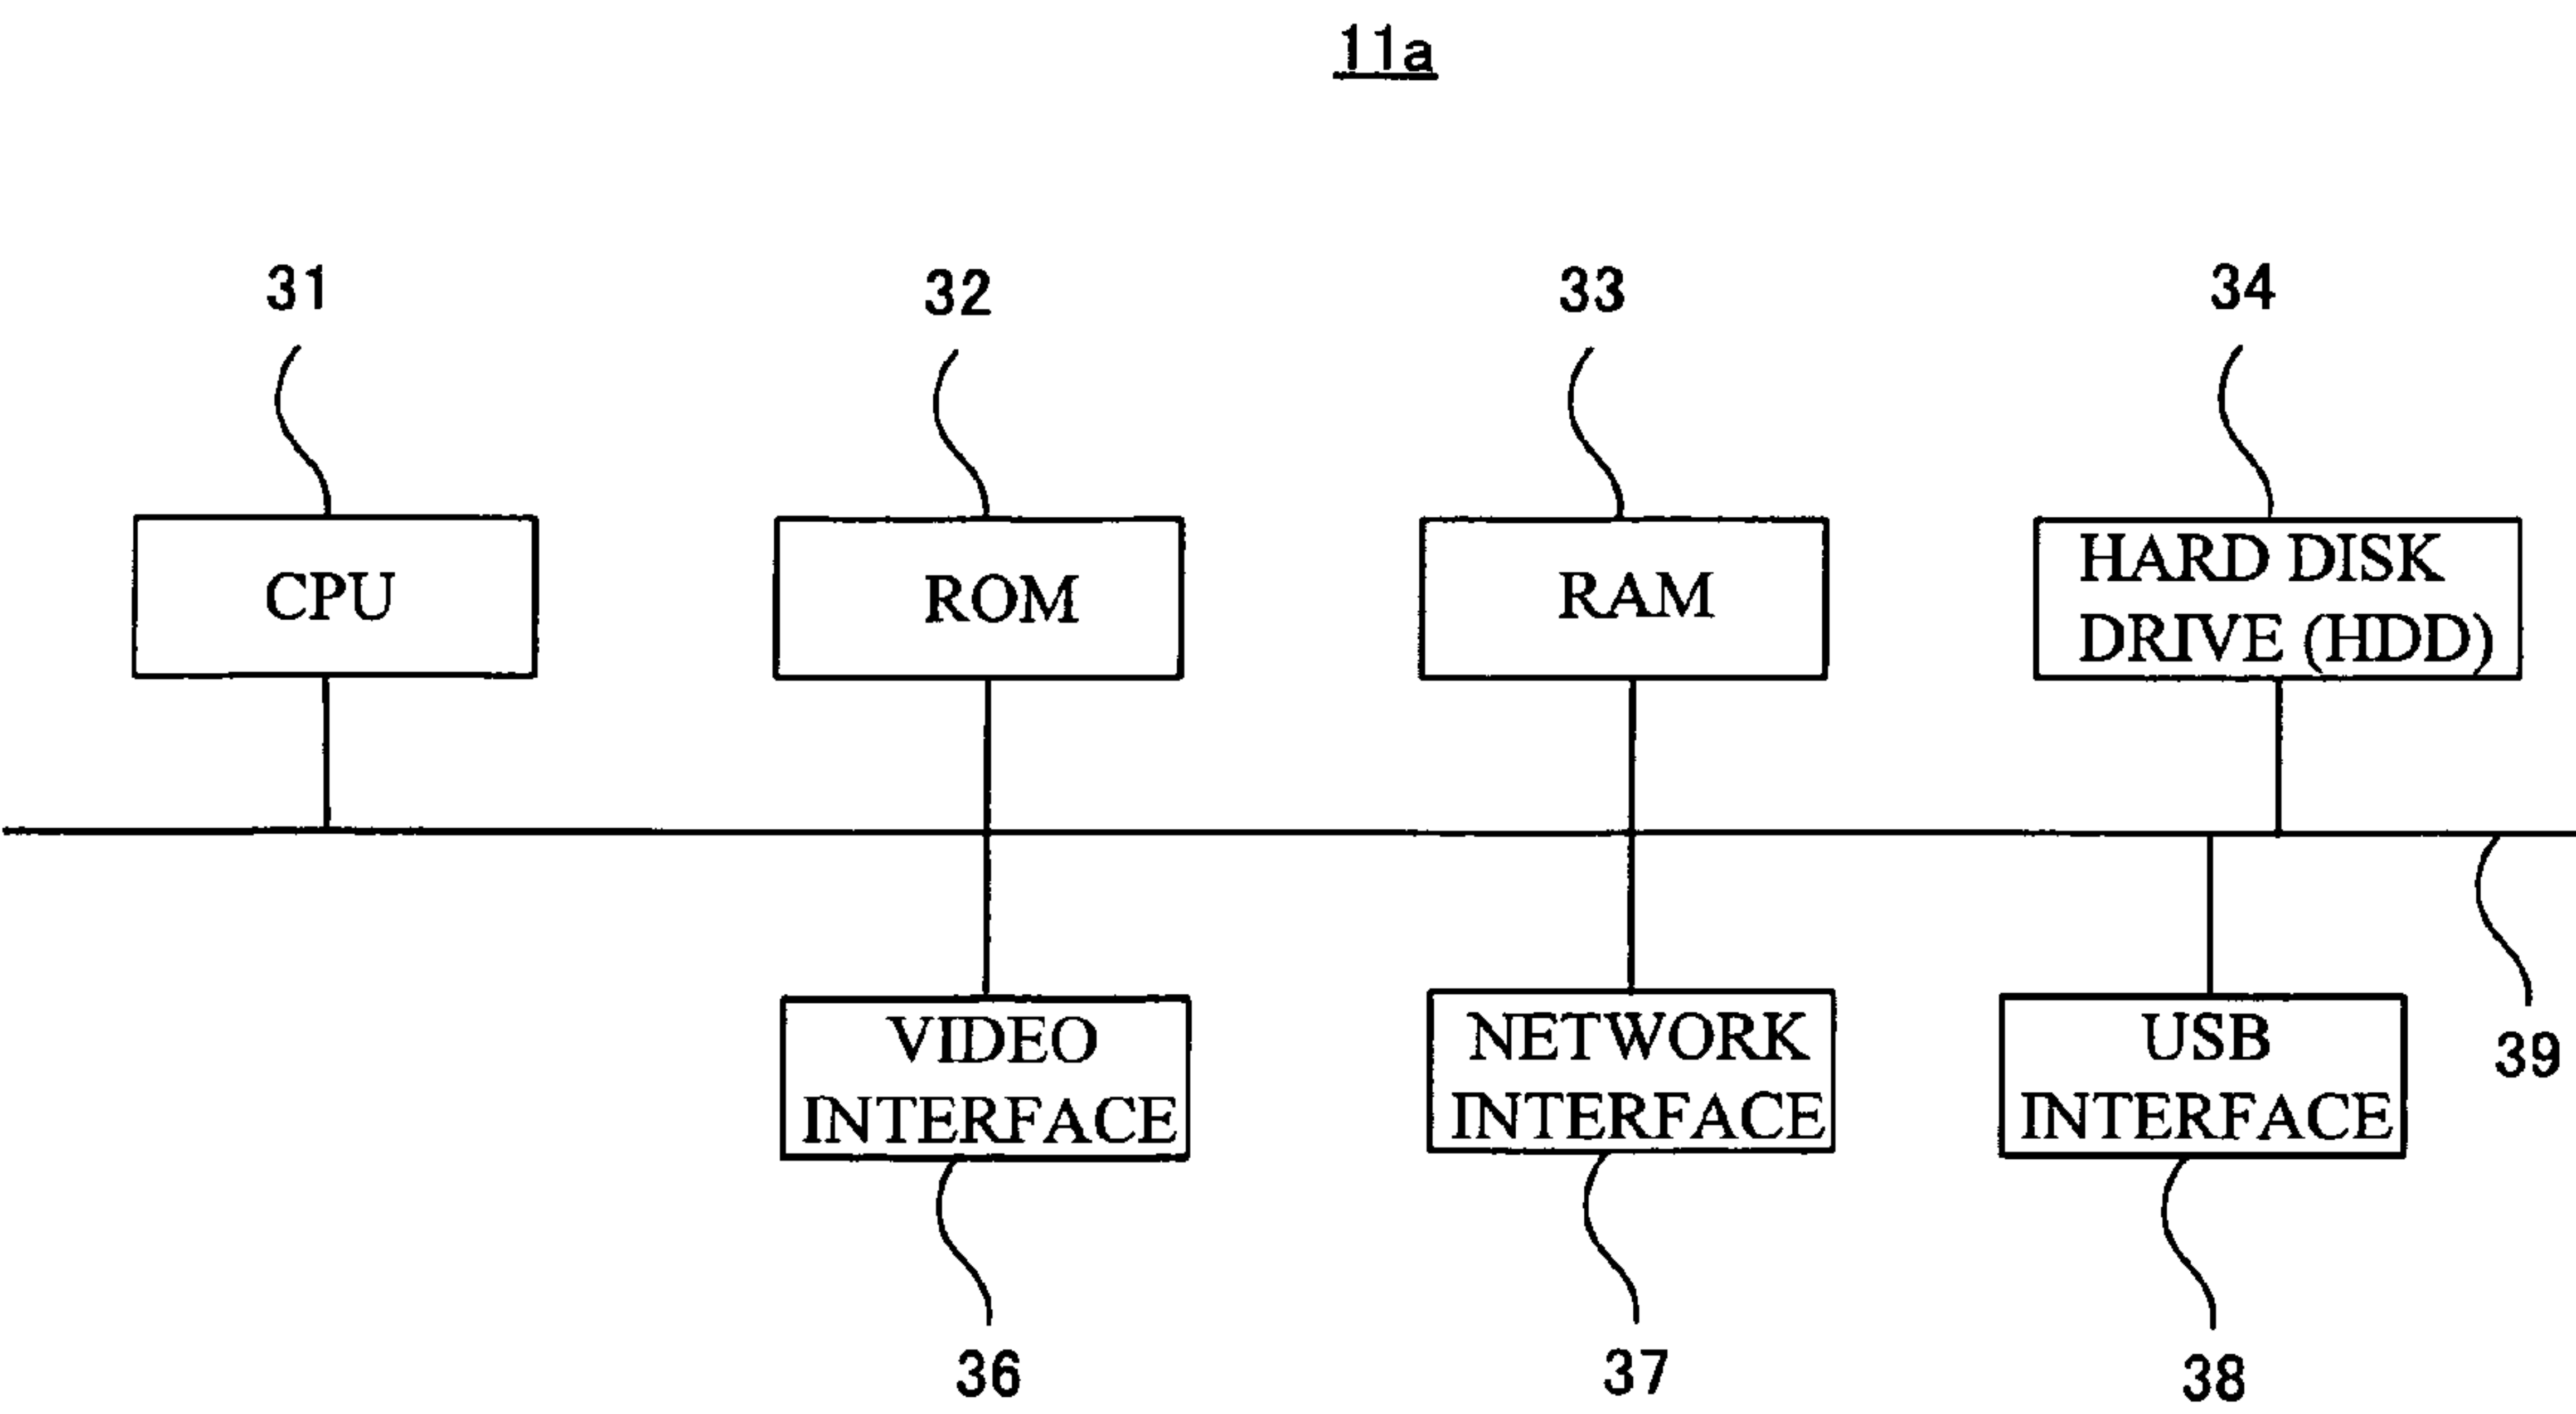 11a
31
32
33
34
CPU
ROM
RAM
HARD DISK
DRIVE (HDD)
VIDEO
INTERFACE
NETWORK
INTERFACE
USB
INTERFACE
39
36
37
38